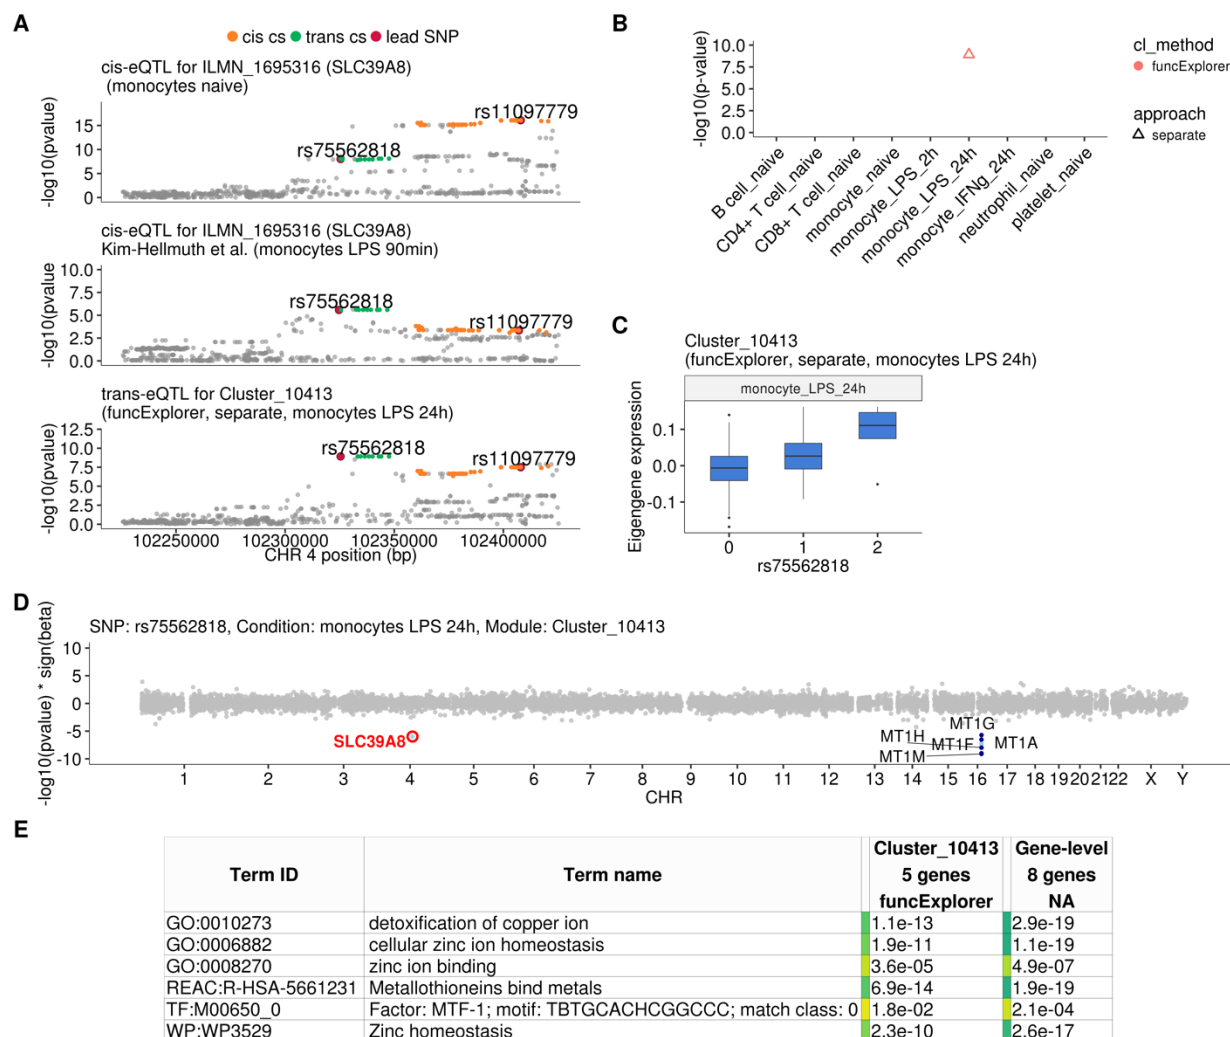 A
cis cs trans cs lead SNP
cis-eQTL for ILMN_1695316 (SLC39A8)
(monocytes naive)
-log10(pvalue)
15
10
5
0
rs11097779
rs75562818
cis-eQTL for ILMN_1695316 (SLC39A8)
Kim-Hellmuth et al. (monocytes LPS 90min)
-log10(pvalue)
10.0
7.5
5.0
2.5
0.0
rs75562818
rs11097779
trans-eQTL for Cluster_10413
(funcExplorer, separate, monocytes LPS 24h)
-log10(pvalue)
12.5
10.0
7.5
5.0
2.5
0.0
rs75562818
rs11097779
102250000 102300000 102350000 102400000
CHR 4 position (bp)
B
-log10(p-value)
10.0
7.5
5.0
2.5
0.0
B cell_naive
CD4+ T cell_naive
CD8+ T cell_naive
monocyte_naive
monocyte_LPS_2h
monocyte_LPS_24h
monocyte_IFNg_24h
neutrophil_naive
platelet_naive
cl_method
funcExplorer
approach
separate
C
Cluster_10413
(funcExplorer, separate, monocytes LPS 24h)
monocyte_LPS_24h
Eigengene expression
0.1
0.0
-0.1
0 1 2
rs75562818
D
SNP: rs75562818, Condition: monocytes LPS 24h, Module: Cluster_10413
-log10(pvalue) * sign(beta)
10
5
0
-5
-10
SLC39A8
MT1G
MT1H
MT1F
MT1A
MT1M
1 2 3 4 5 6 7 8 9 10 11 12 13 14 15 16 17 18 19 20 21 22 X Y
CHR
E
Term ID Term name Cluster_10413 5 genes funcExplorer Gene-level 8 genes NA
GO:0010273 detoxification of copper ion 1.1e-13 2.9e-19
GO:0006882 cellular zinc ion homeostasis 1.9e-11 1.1e-19
GO:0008270 zinc ion binding 3.6e-05 4.9e-07
REAC:R-HSA-5661231 Metallothioneins bind metals 6.9e-14 1.9e-19
TF:M00650_0 Factor: MTF-1; motif: TBTGCACHCGGCCC; match class: 0 1.8e-02 2.1e-04
WP:WP3529 Zinc homeostasis 2.3e-10 2.6e-17